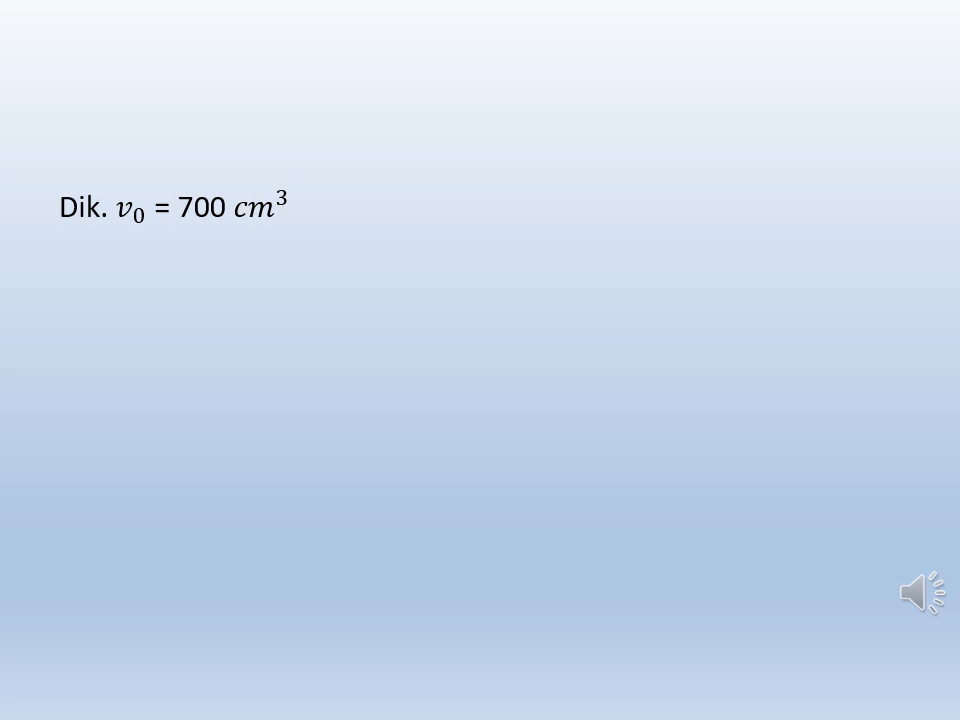 Dik. 𝑣₀ = 700 𝑐𝑚³